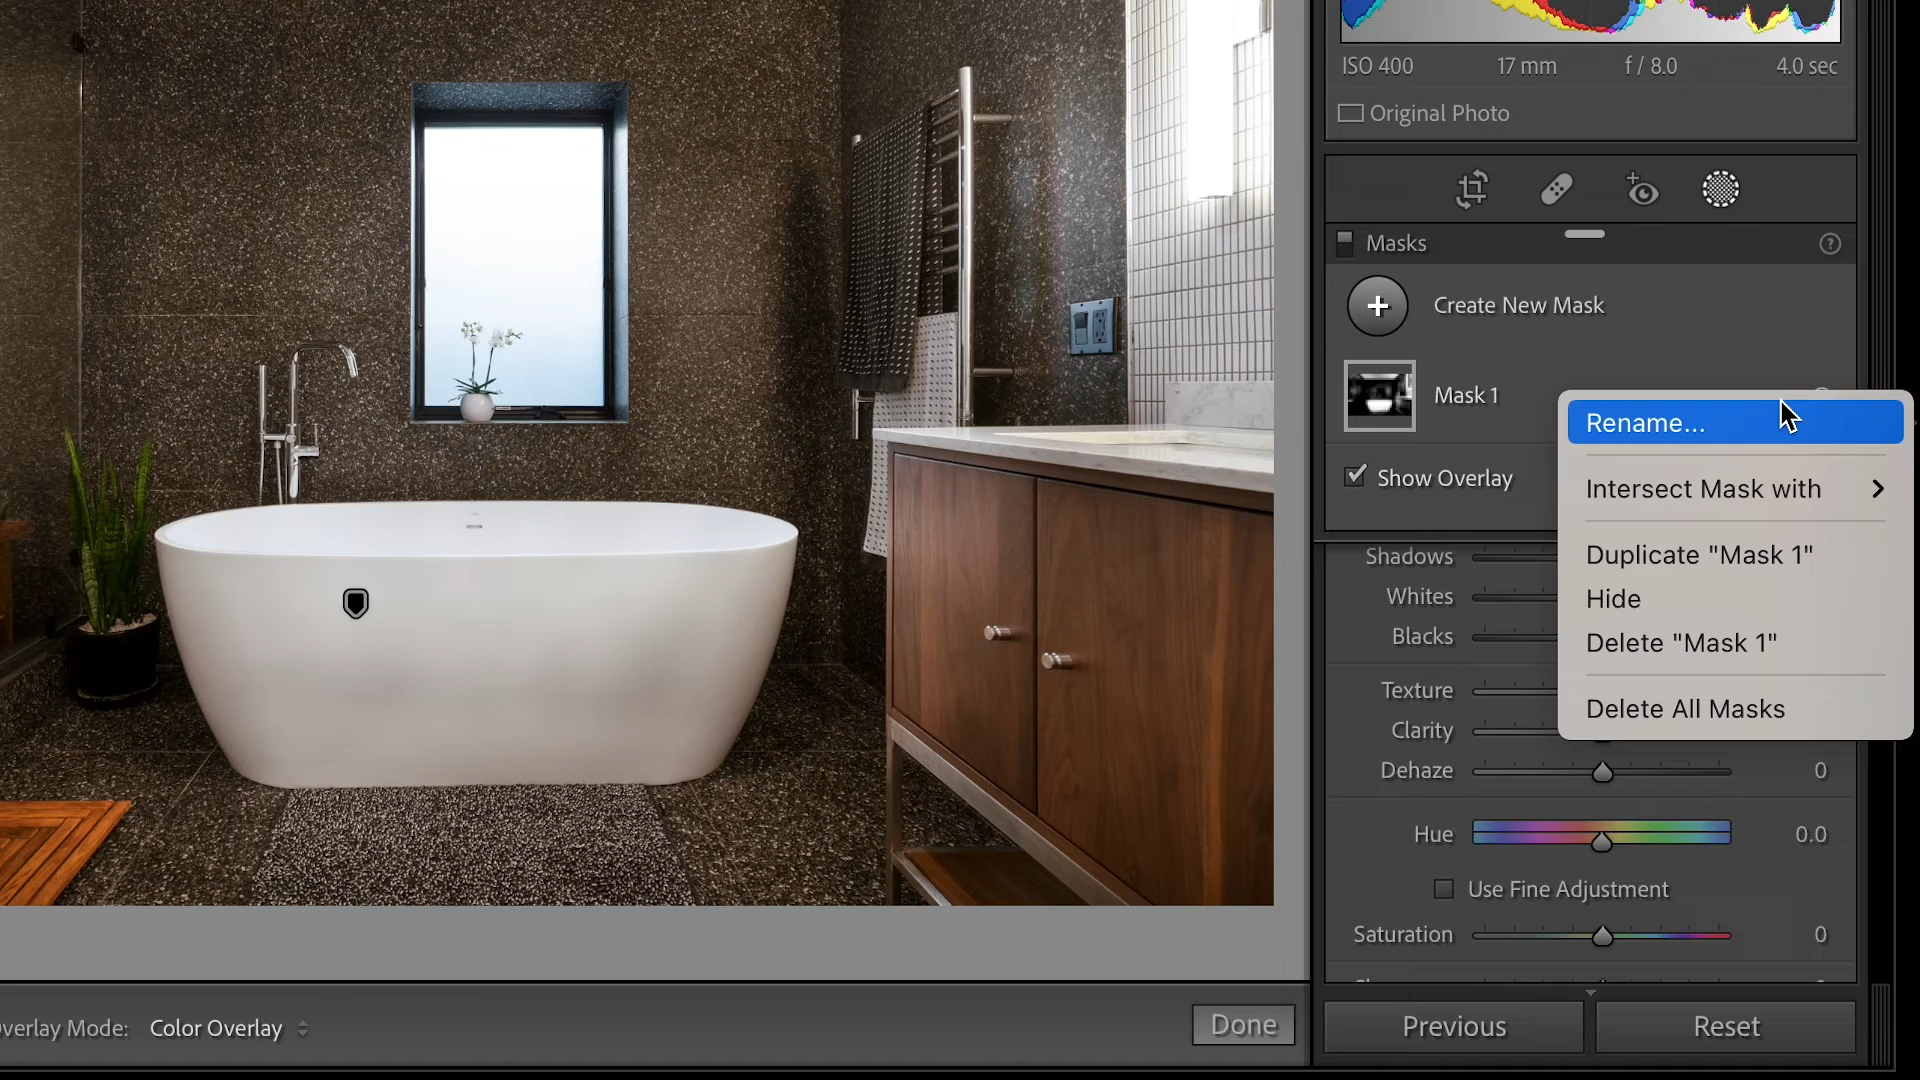 ISO 400 17 mm f / 8.0 4.0 sec
Original Photo
Masks
Create New Mask
Mask 1
Show Overlay
Rename...
Intersect Mask with
Duplicate "Mask 1"
Hide
Delete "Mask 1"
Delete All Masks
Shadows
Whites
Blacks
Texture
Clarity
Dehaze 0
Hue 0.0
Use Fine Adjustment
Saturation 0
Previous Reset
Overlay Mode: Color Overlay Done